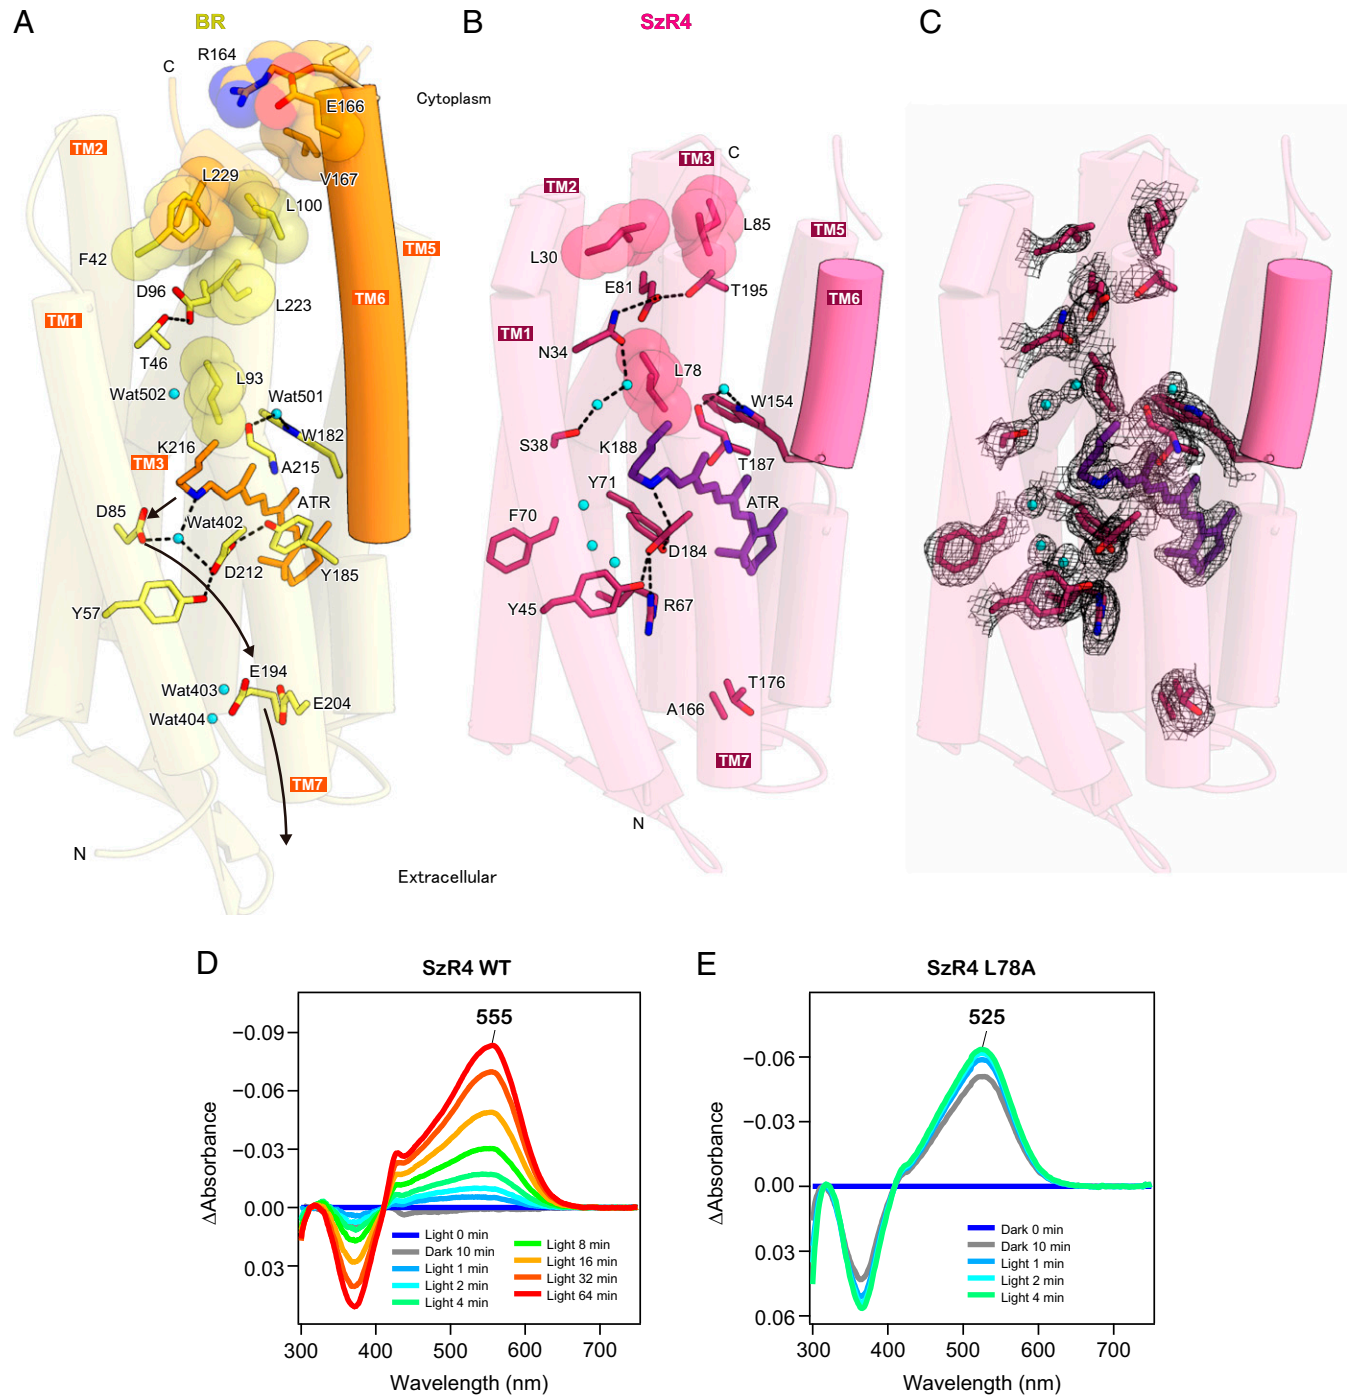 A
BR
B
SzR4
C
C
R164
E166
Cytoplasm
TM2
V167
L229
L100
F42
TM5
D96
L223
TM6
TM1
T46
L93
Wat502
Wat501
K216
W182
TM3
A215
D85
Wat402
ATR
D212
Y185
Y57
E194
Wat403
E204
Wat404
TM7
N
Extracellular
TM3
C
TM2
L85
TM5
L30
E81
T195
TM6
TM1
N34
L78
W154
S38
K188
T187
Y71
ATR
F70
D184
Y45
R67
T176
A166
TM7
N
D
SzR4 WT
555
−0.09
−0.06
−0.03
0.00
0.03
ΔAbsorbance
Light 0 min
Dark 10 min
Light 1 min
Light 2 min
Light 4 min
Light 8 min
Light 16 min
Light 32 min
Light 64 min
300 400 500 600 700
Wavelength (nm)
E
SzR4 L78A
525
−0.06
−0.03
0.00
0.03
0.06
ΔAbsorbance
Dark 0 min
Dark 10 min
Light 1 min
Light 2 min
Light 4 min
300 400 500 600 700
Wavelength (nm)